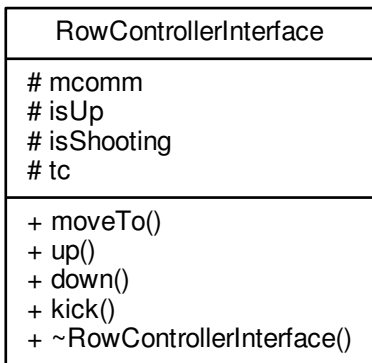 RowControllerInterface
# mcomm
# isUp
# isShooting
# tc
+ moveTo()
+ up()
+ down()
+ kick()
+ ~RowControllerInterface()